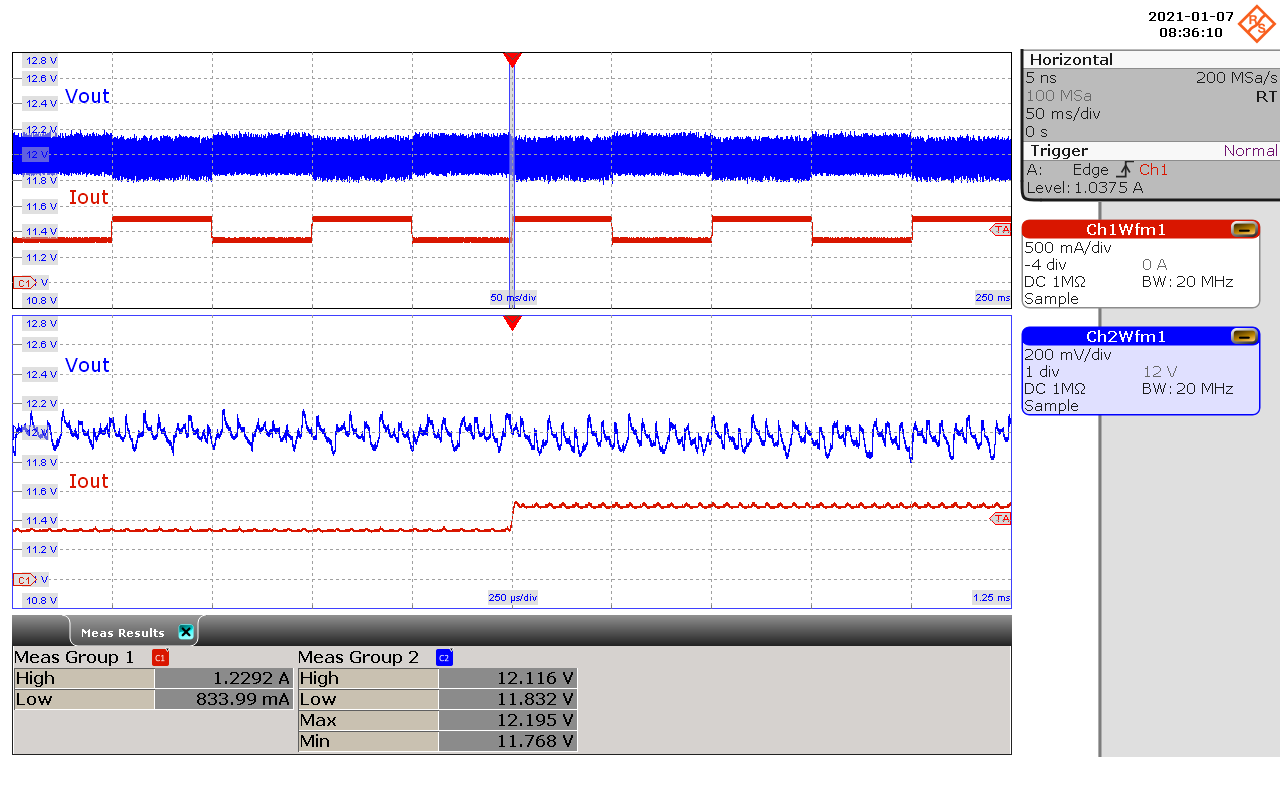 2021-01-07
08:36:10
R&S
12.8 V
12.6 V
12.4 V
12.2 V
12 V
11.8 V
11.6 V
11.4 V
11.2 V
C1 V
10.8 V
Vout
Iout
TA
50 ms/div
250 ms
12.8 V
12.6 V
12.4 V
12.2 V
12 V
11.8 V
11.6 V
11.4 V
11.2 V
C1 V
10.8 V
Vout
Iout
TA
250 µs/div
1.25 ms
Horizontal
5 ns 200 MSa/s
100 MSa RT
50 ms/div
0 s
Trigger Normal
A: Edge Ch1
Level: 1.0375 A
Ch1Wfm1
500 mA/div
-4 div 0 A
DC 1MΩ BW: 20 MHz
Sample
Ch2Wfm1
200 mV/div
1 div 12 V
DC 1MΩ BW: 20 MHz
Sample
Meas Results
Meas Group 1 C1
High 1.2292 A
Low 833.99 mA
Meas Group 2 C2
High 12.116 V
Low 11.832 V
Max 12.195 V
Min 11.768 V